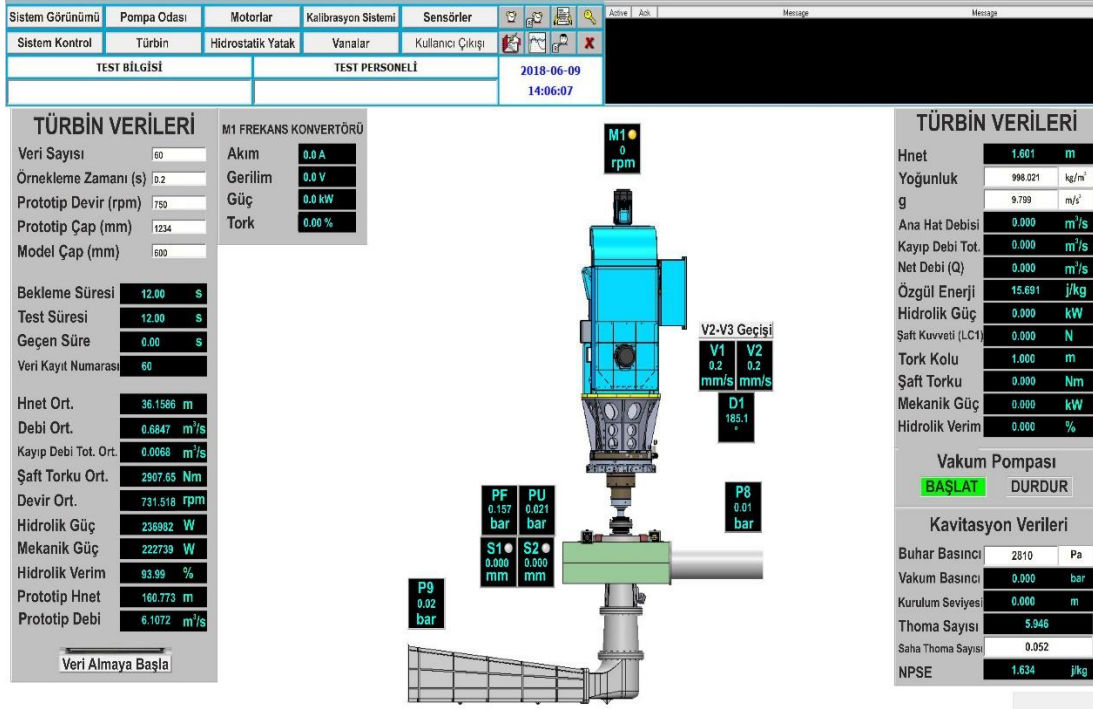 Sistem Görünümü Pompa Odası Motorlar Kalibrasyon Sistemi Sensörler
Active Ack Message Message
Sistem Kontrol Türbin Hidrostatik Yatak Vanalar Kullanıcı Çıkışı
TEST BİLGİSİ TEST PERSONELİ
2018-06-09
14:06:07
TÜRBİN VERİLERİ
Veri Sayısı 60
Örnekleme Zamanı (s) 0.2
Prototip Devir (rpm) 750
Prototip Çap (mm) 1234
Model Çap (mm) 600
Bekleme Süresi 12.00 s
Test Süresi 12.00 s
Geçen Süre 0.00 s
Veri Kayıt Numarası 60
Hnet Ort. 36.1586 m
Debi Ort. 0.6847 m³/s
Kayıp Debi Tot. Ort. 0.0068 m³/s
Şaft Torku Ort. 2907.65 Nm
Devir Ort. 731.518 rpm
Hidrolik Güç 236982 W
Mekanik Güç 222739 W
Hidrolik Verim 93.99 %
Prototip Hnet 160.773 m
Prototip Debi 6.1072 m³/s
Veri Almaya Başla
M1 FREKANS KONVERTÖRÜ
Akım 0.0 A
Gerilim 0.0 V
Güç 0.0 kW
Tork 0.00 %
M1
0
rpm
V2-V3 Geçişi
V1 V2
0.2 0.2
mm/s mm/s
D1
185.1
°
PF PU
0.157 0.021
bar bar
S1 S2
0.000 0.000
mm mm
P8
0.01
bar
P9
0.02
bar
TÜRBİN VERİLERİ
Hnet 1.601 m
Yoğunluk 998.021 kg/m³
g 9.799 m/s²
Ana Hat Debisi 0.000 m³/s
Kayıp Debi Tot. 0.000 m³/s
Net Debi (Q) 0.000 m³/s
Özgül Enerji 15.691 j/kg
Hidrolik Güç 0.000 kW
Şaft Kuvveti (LC1) 0.000 N
Tork Kolu 1.000 m
Şaft Torku 0.000 Nm
Mekanik Güç 0.000 kW
Hidrolik Verim 0.000 %
Vakum Pompası
BAŞLAT DURDUR
Kavitasyon Verileri
Buhar Basıncı 2810 Pa
Vakum Basıncı 0.000 bar
Kurulum Seviyesi 0.000 m
Thoma Sayısı 5.946
Saha Thoma Sayısı 0.052
NPSE 1.634 j/kg